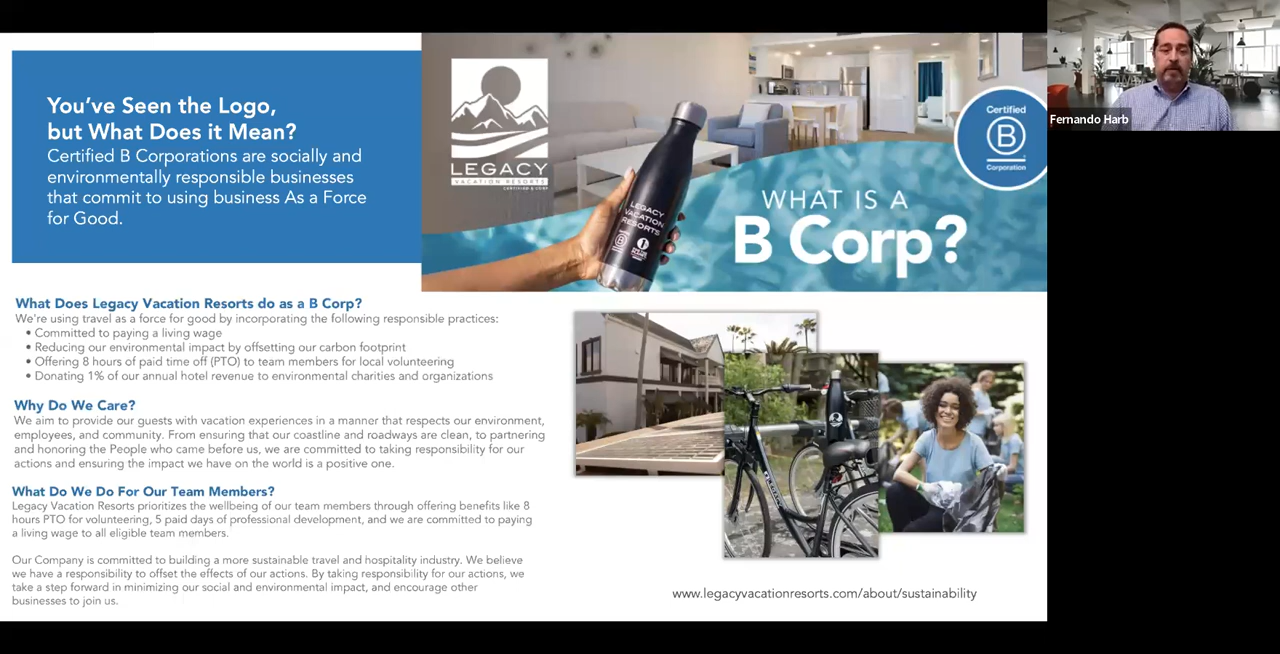 You've Seen the Logo,
but What Does it Mean?
Certified B Corporations are socially and
environmentally responsible businesses
that commit to using business As a Force
for Good.
LEGACY
VACATION RESORTS
CERTIFIED B CORP
LEGACY
VACATION
RESORTS
B
Certified
B
Corporation
WHAT IS A
B Corp?
Fernando Harb
What Does Legacy Vacation Resorts do as a B Corp?
We're using travel as a force for good by incorporating the following responsible practices:
• Committed to paying a living wage
• Reducing our environmental impact by offsetting our carbon footprint
• Offering 8 hours of paid time off (PTO) to team members for local volunteering
• Donating 1% of our annual hotel revenue to environmental charities and organizations
Why Do We Care?
We aim to provide our guests with vacation experiences in a manner that respects our environment,
employees, and community. From ensuring that our coastline and roadways are clean, to partnering
and honoring the People who came before us, we are committed to taking responsibility for our
actions and ensuring the impact we have on the world is a positive one.
What Do We Do For Our Team Members?
Legacy Vacation Resorts prioritizes the wellbeing of our team members through offering benefits like 8
hours PTO for volunteering, 5 paid days of professional development, and we are committed to paying
a living wage to all eligible team members.
Our Company is committed to building a more sustainable travel and hospitality industry. We believe
we have a responsibility to offset the effects of our actions. By taking responsibility for our actions, we
take a step forward in minimizing our social and environmental impact, and encourage other
businesses to join us.
www.legacyvacationresorts.com/about/sustainability